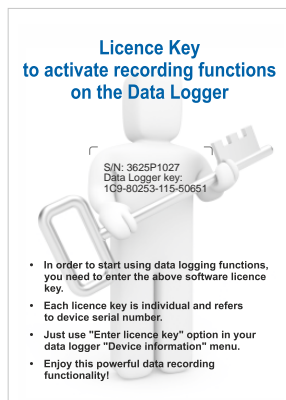 Licence Key
to activate recording functions
on the Data Logger
S/N: 3625P1027
Data Logger key:
1C9-80253-115-50651
• In order to start using data logging functions,
you need to enter the above software licence
key.
• Each licence key is individual and refers
to device serial number.
• Just use "Enter licence key" option in your
data logger "Device information" menu.
• Enjoy this powerful data recording
functionality!